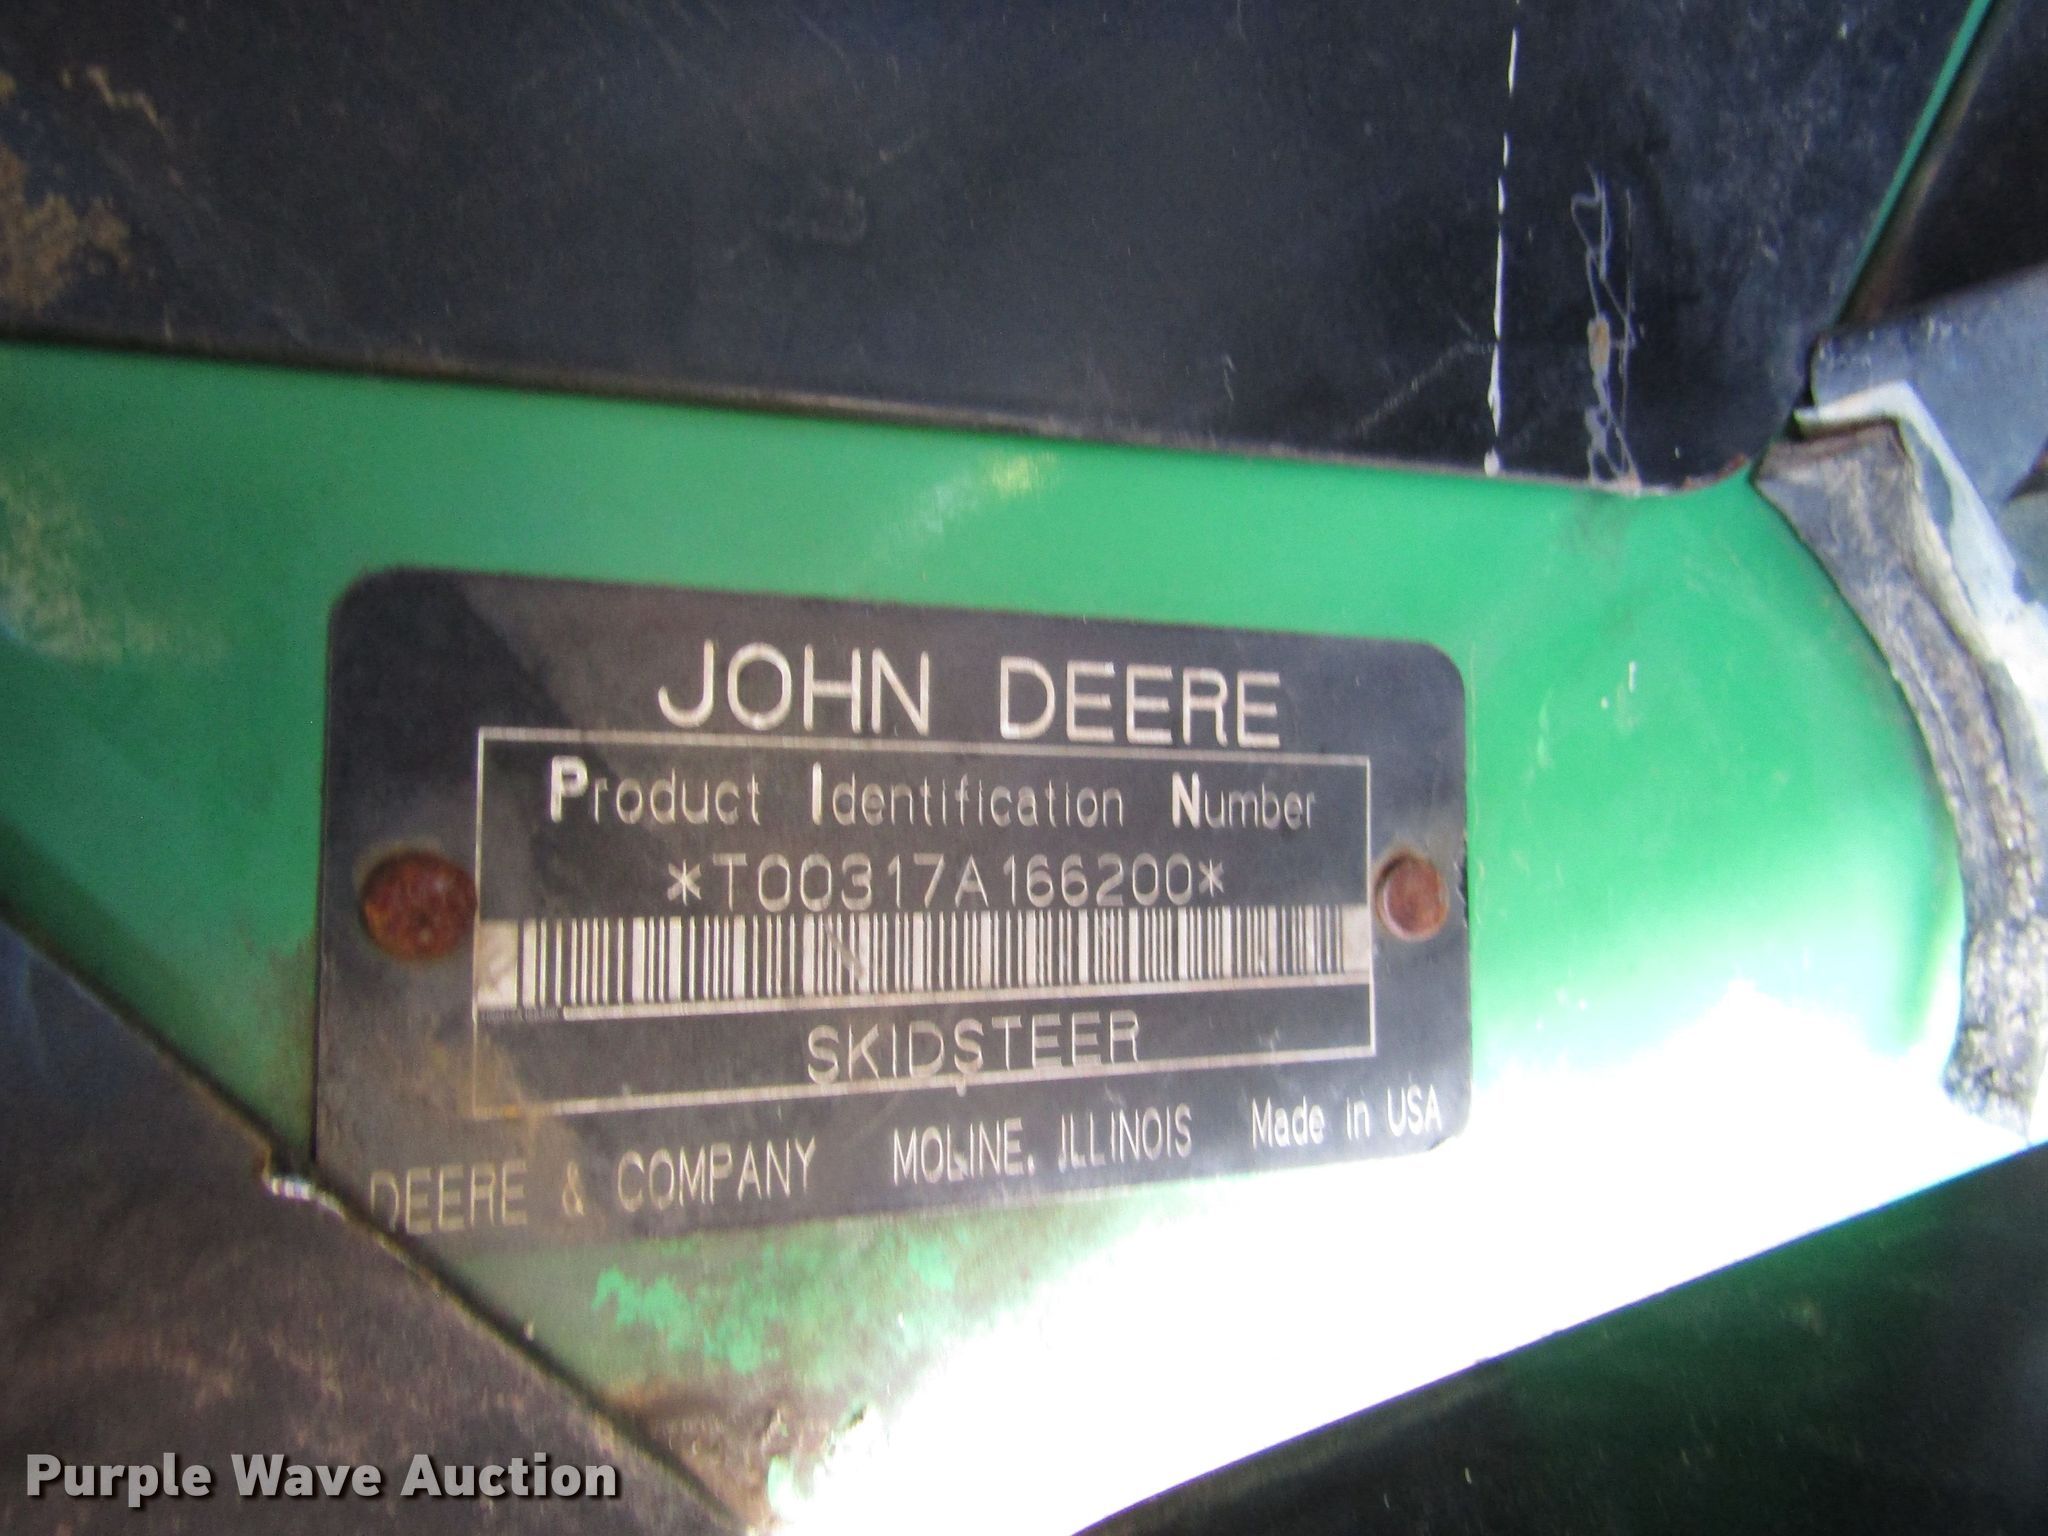 JOHN DEERE
Product Identification Number
*T00317A166200*
SKIDSTEER
DEERE & COMPANY MOLINE, ILLINOIS Made in USA
Purple Wave Auction